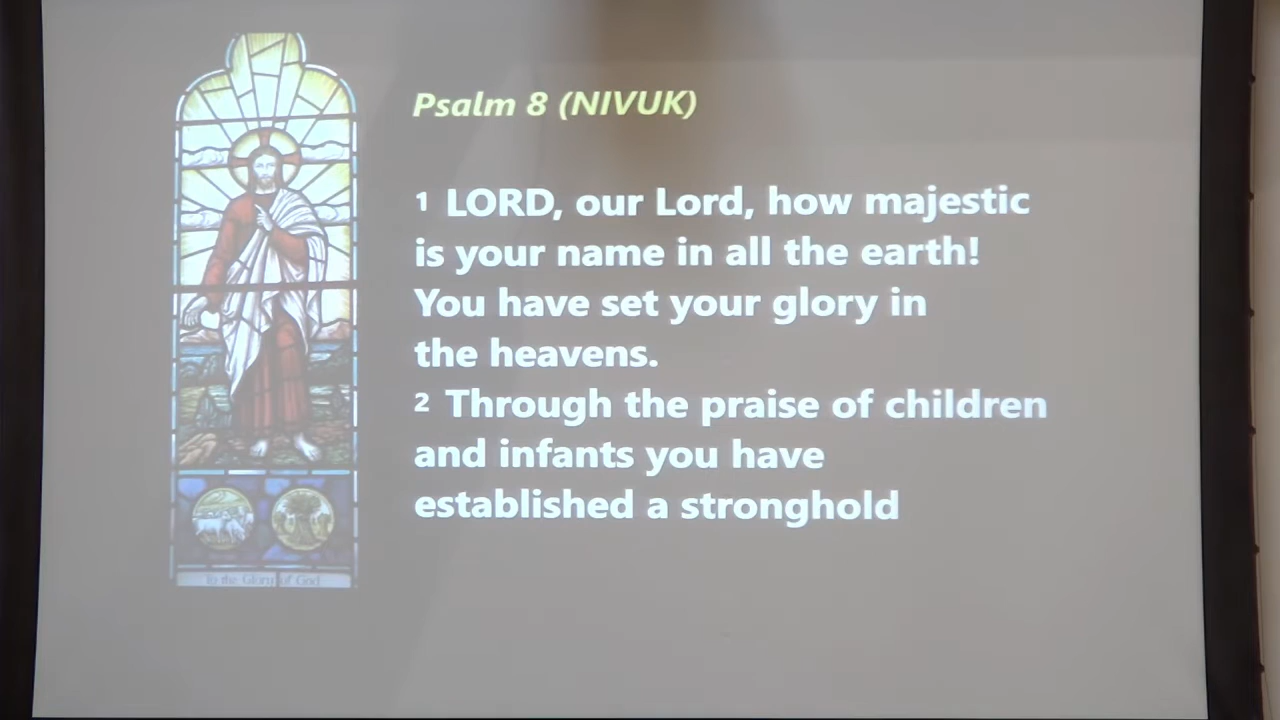 Psalm 8 (NIVUK)
1 LORD, our Lord, how majestic
is your name in all the earth!
You have set your glory in
the heavens.
2 Through the praise of children
and infants you have
established a stronghold
To the Glory of God